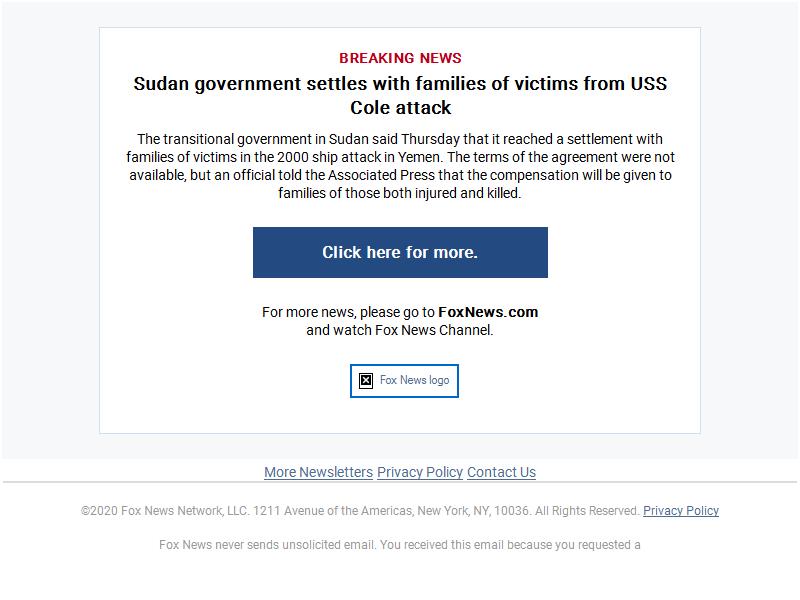 BREAKING NEWS
Sudan government settles with families of victims from USS
Cole attack
The transitional government in Sudan said Thursday that it reached a settlement with
families of victims in the 2000 ship attack in Yemen. The terms of the agreement were not
available, but an official told the Associated Press that the compensation will be given to
families of those both injured and killed.
Click here for more.
For more news, please go to FoxNews.com
and watch Fox News Channel.
Fox News logo
More Newsletters Privacy Policy Contact Us
©2020 Fox News Network, LLC. 1211 Avenue of the Americas, New York, NY, 10036. All Rights Reserved. Privacy Policy
Fox News never sends unsolicited email. You received this email because you requested a